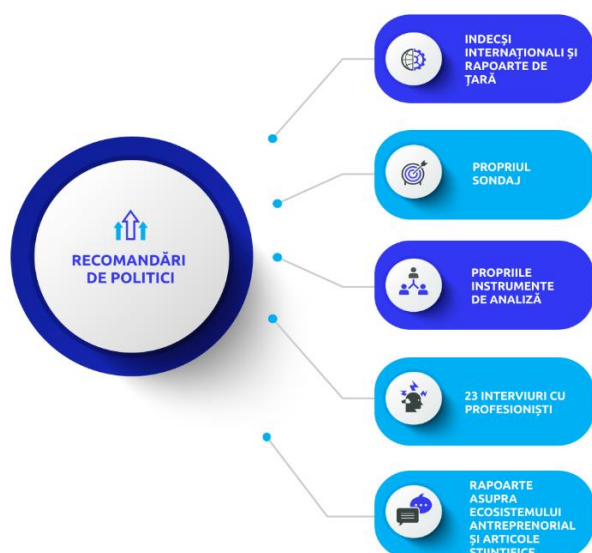 INDECȘI
INTERNAȚIONALI ȘI
RAPOARTE DE
ȚARĂ
PROPRIUL
SONDAJ
RECOMANDĂRI
DE POLITICI
PROPRIILE
INSTRUMENTE
DE ANALIZĂ
23 INTERVIURI CU
PROFESIONIȘTI
RAPOARTE
ASUPRA
ECOSISTEMULUI
ANTREPRENORIAL
ȘI ARTICOLE
ȘTIINȚIFICE